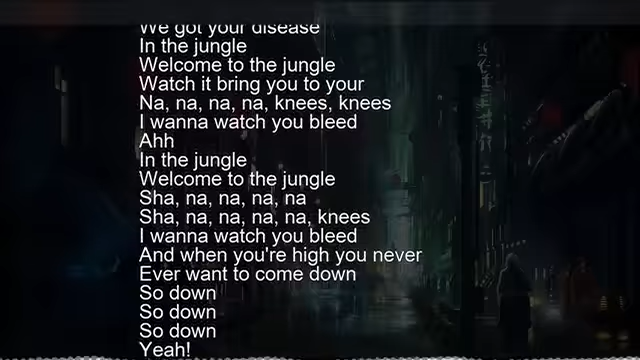 We got your disease
In the jungle
Welcome to the jungle
Watch it bring you to your
Na, na, na, na, knees, knees
I wanna watch you bleed
Ahh
In the jungle
Welcome to the jungle
Sha, na, na, na, na
Sha, na, na, na, na, knees
I wanna watch you bleed
And when you're high you never
Ever want to come down
So down
So down
So down
Yeah!